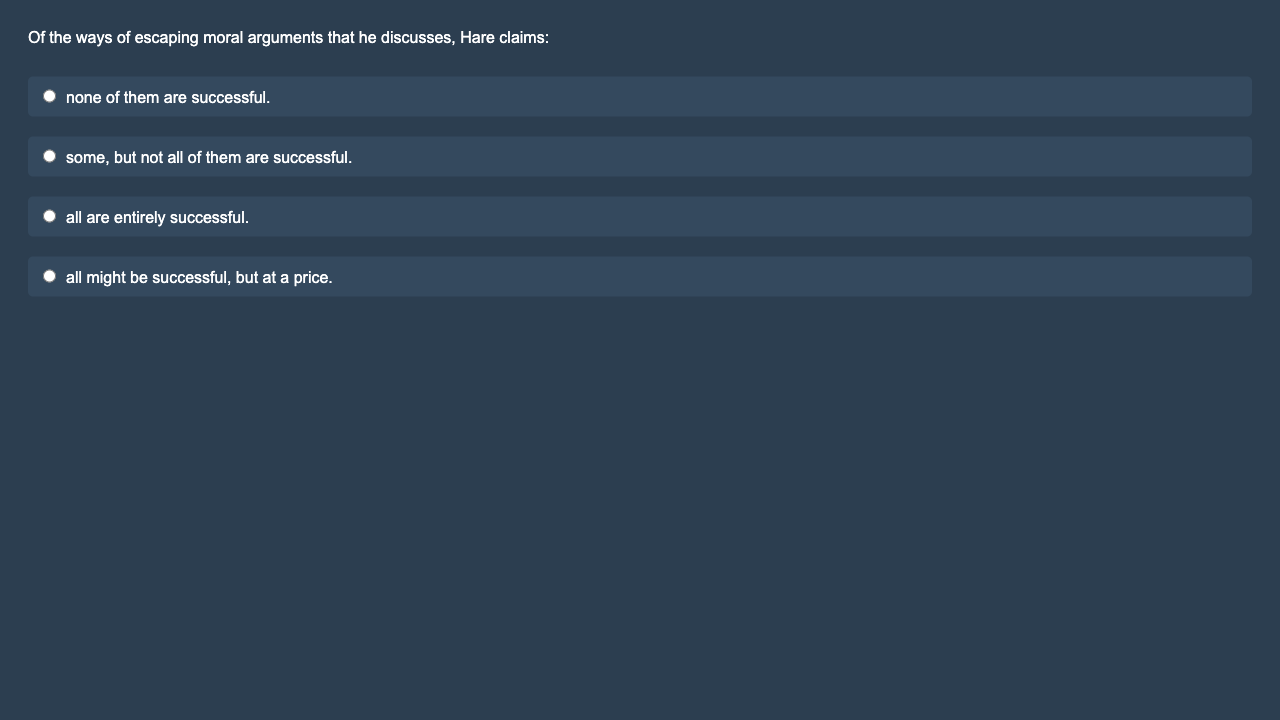 Of the ways of escaping moral arguments that he discusses, Hare claims:
none of them are successful.
some, but not all of them are successful.
all are entirely successful.
all might be successful, but at a price.